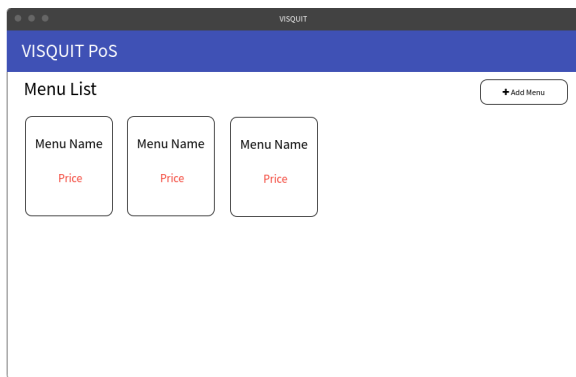 VISQUIT
VISQUIT PoS
Menu List
+ Add Menu
Menu Name
Price
Menu Name
Price
Menu Name
Price